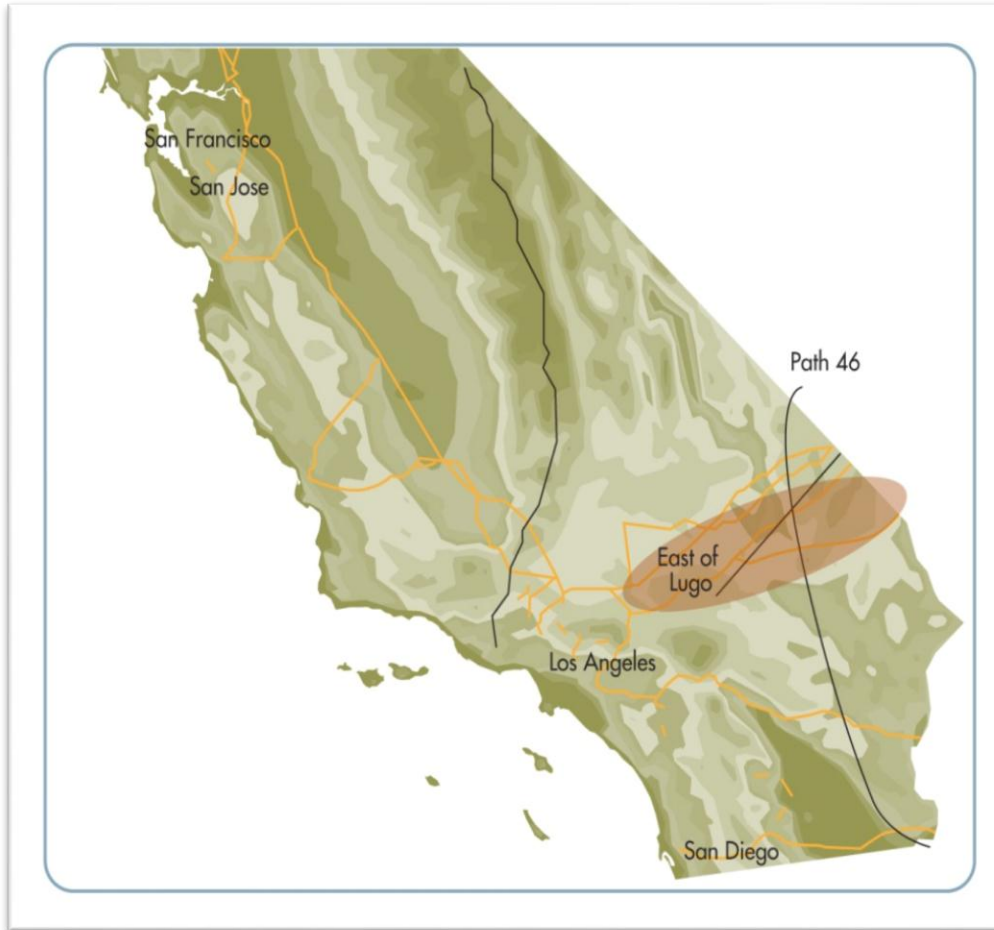 San Francisco
San Jose
Path 46
East of
Lugo
Los Angeles
San Diego